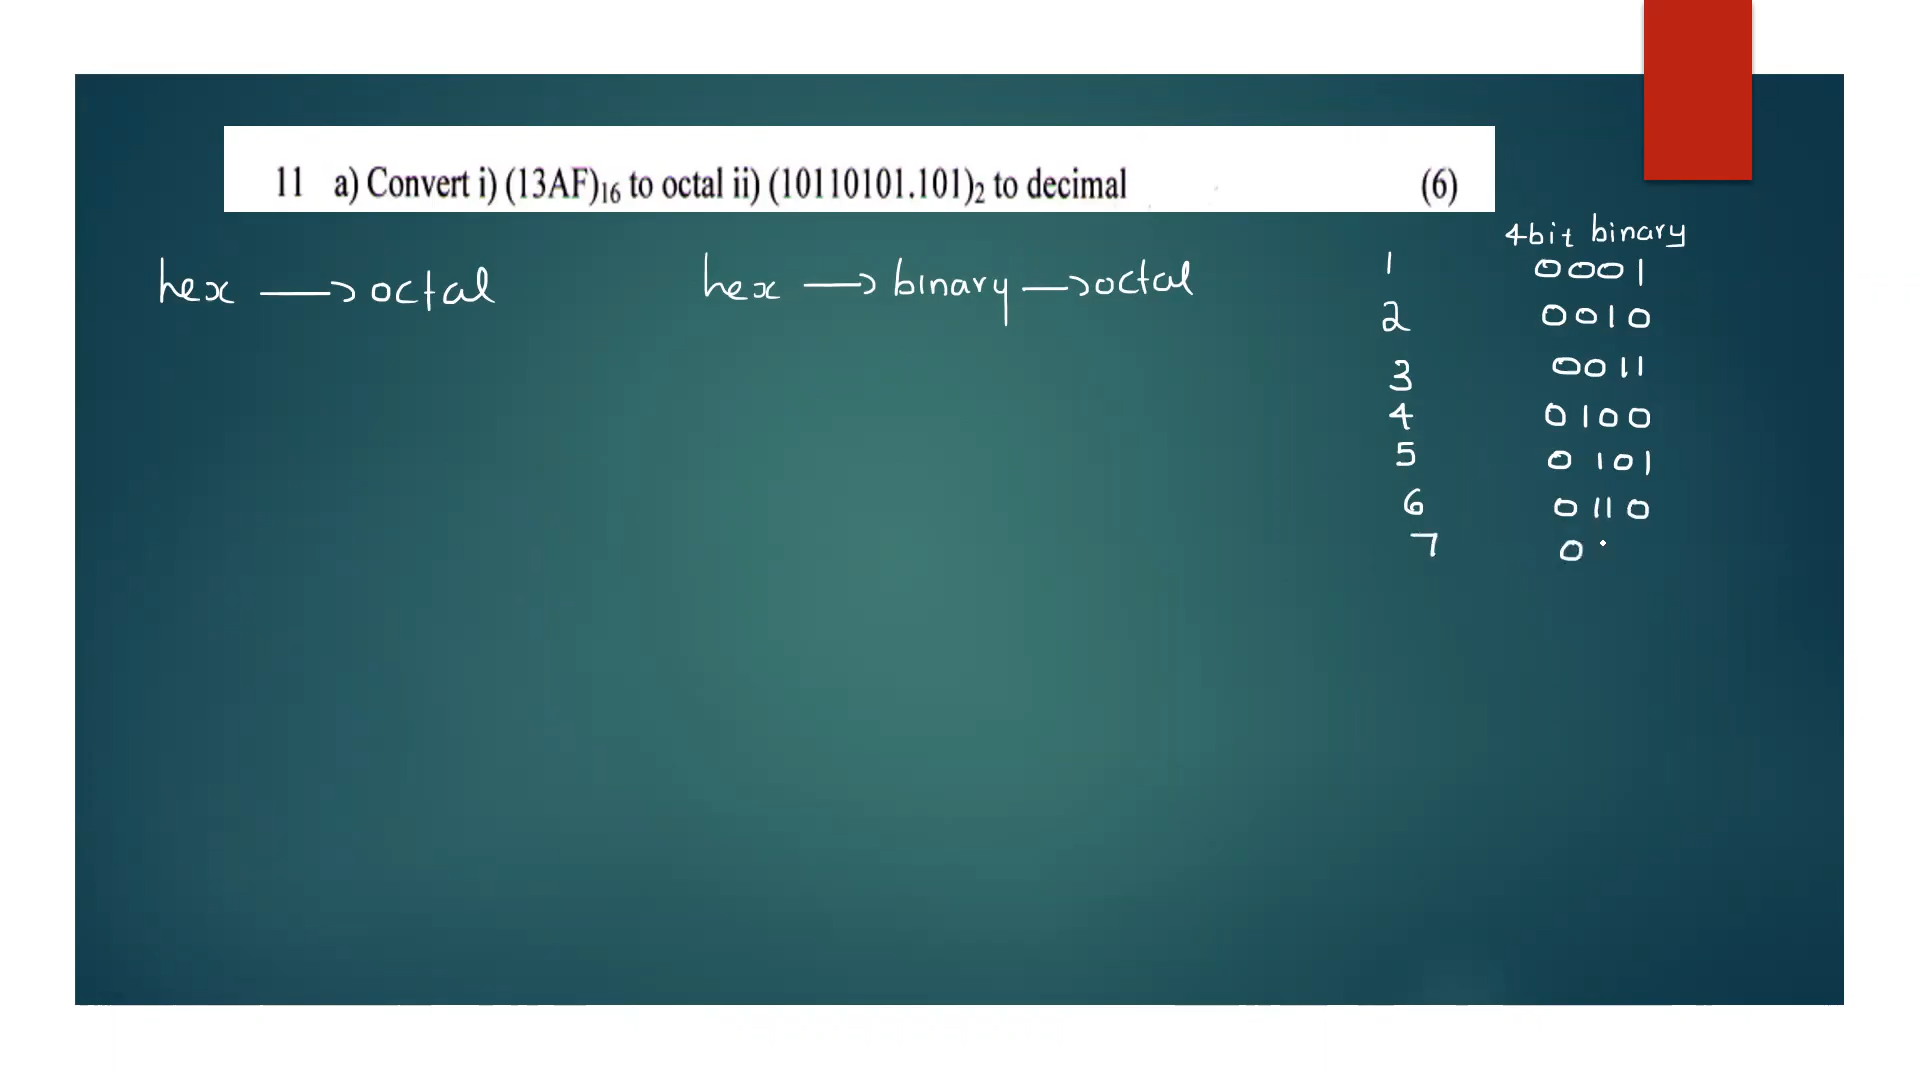 11 a) Convert i) (13AF)₁₆ to octal ii) (10110101.101)₂ to decimal (6)
4bit binary
hex ⟶ octal hex ⟶ binary ⟶ octal 1 0001
2 0010
3 0011
4 0100
5 0101
6 0110
7 0